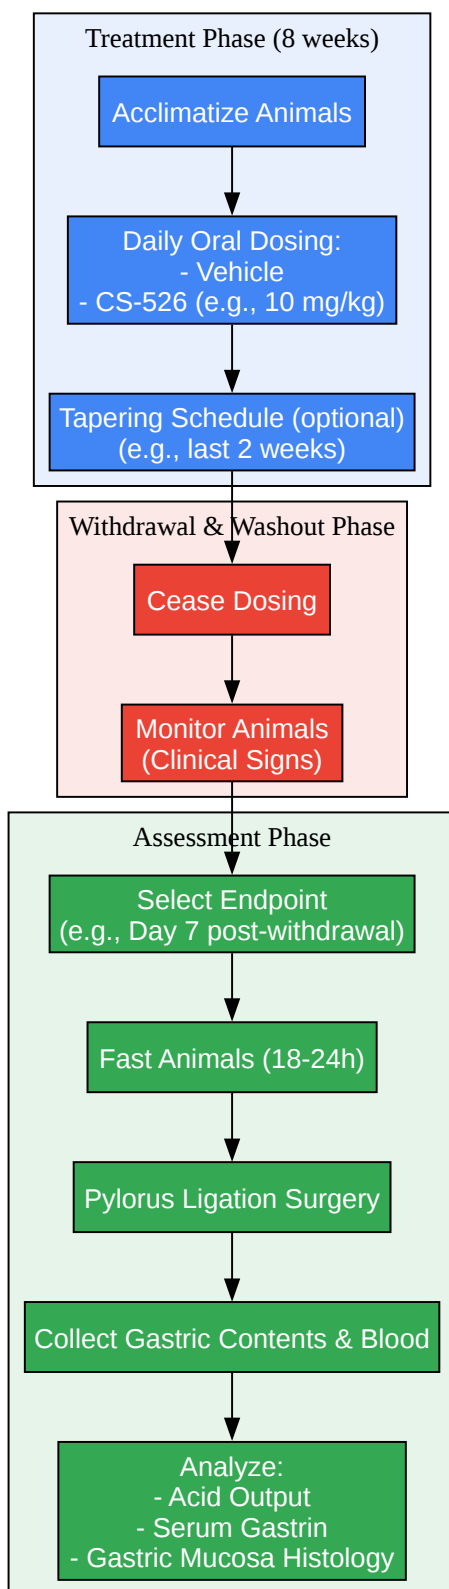 Treatment Phase (8 weeks)
Acclimatize Animals
Daily Oral Dosing:
- Vehicle
- CS-526 (e.g., 10 mg/kg)
Tapering Schedule (optional)
(e.g., last 2 weeks)
Withdrawal & Washout Phase
Cease Dosing
Monitor Animals
(Clinical Signs)
Assessment Phase
Select Endpoint
(e.g., Day 7 post-withdrawal)
Fast Animals (18-24h)
Pylorus Ligation Surgery
Collect Gastric Contents & Blood
Analyze:
- Acid Output
- Serum Gastrin
- Gastric Mucosa Histology